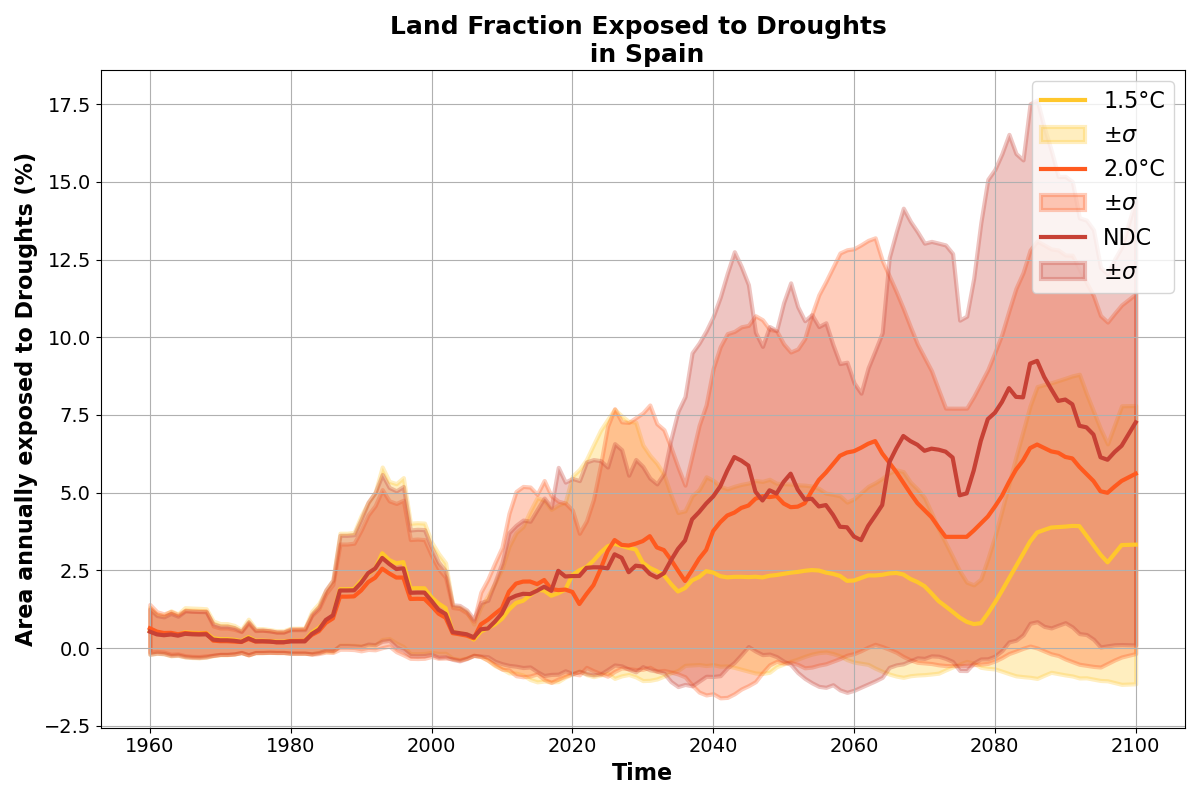 Land Fraction Exposed to Droughts
in Spain
17.5
15.0
12.5
10.0
7.5
5.0
2.5
0.0
−2.5
Area annually exposed to Droughts (%)
1960
1980
2000
2020
2040
2060
2080
2100
Time
1.5°C
±σ
2.0°C
±σ
NDC
±σ